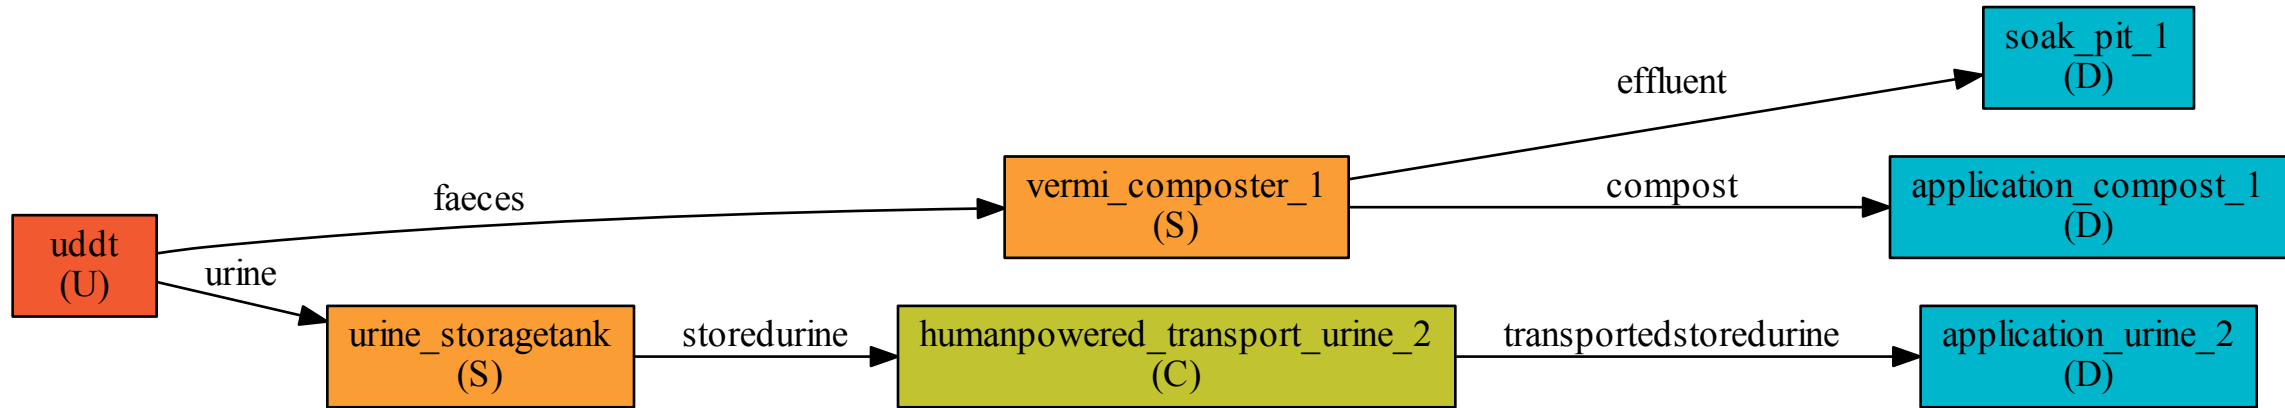 soak_pit_1
(D)
effluent
faeces
vermi_composter_1
(S)
compost
application_compost_1
(D)
uddt
(U)
urine
urine_storagetank
(S)
storedurine
humanpowered_transport_urine_2
(C)
transportedstoredurine
application_urine_2
(D)